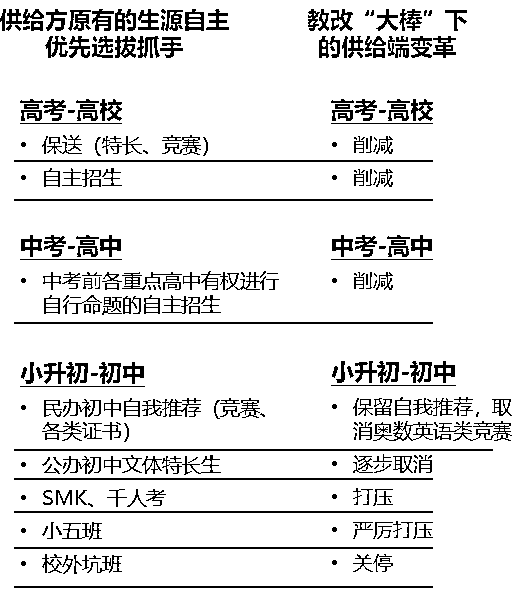 供给方原有的生源自主
优先选拔抓手
教改“大棒”下
的供给端变革
高考-高校
高考-高校
• 保送（特长、竞赛）
• 削减
• 自主招生
• 削减
中考-高中
中考-高中
• 中考前各重点高中有权进行
自行命题的自主招生
• 削减
小升初-初中
小升初-初中
• 民办初中自我推荐（竞赛、
各类证书）
• 保留自我推荐，取
消奥数英语类竞赛
• 公办初中文体特长生
• 逐步取消
• SMK、千人考
• 打压
• 小五班
• 严厉打压
• 校外坑班
• 关停